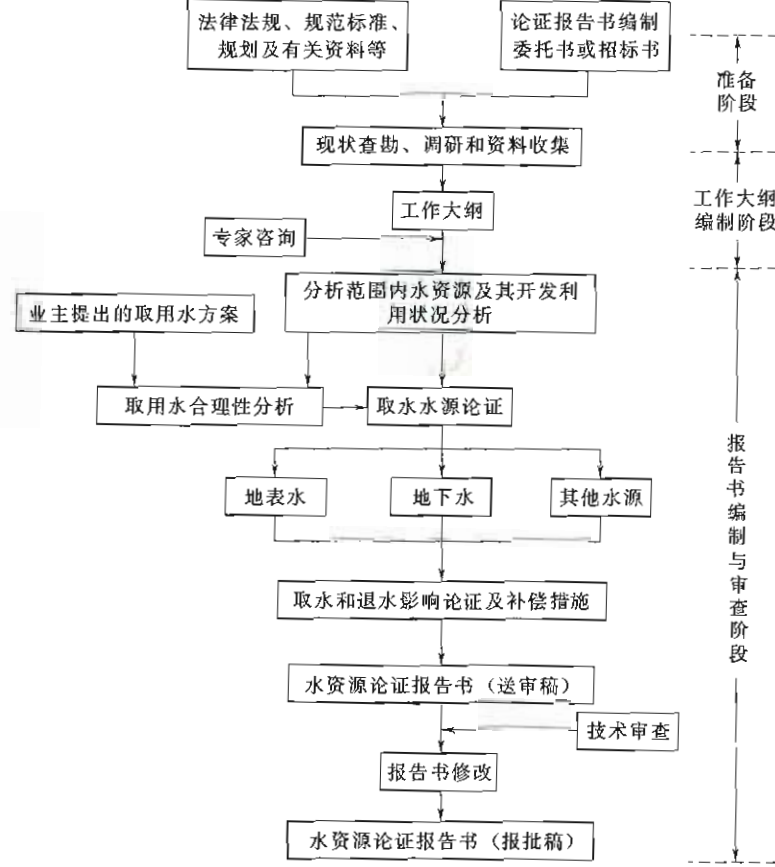 法律法规、规范标准、
规划及有关资料等
论证报告书编制
委托书或招标书
准备
阶段
现状查勘、调研和资料收集
工作大纲
工作大纲
编制阶段
专家咨询
分析范围内水资源及其开发利
用状况分析
业主提出的取用水方案
取用水合理性分析
取水水源论证
地表水
地下水
其他水源
报告书编制与审查阶段
取水和退水影响论证及补偿措施
水资源论证报告书（送审稿）
技术审查
报告书修改
水资源论证报告书（报批稿）